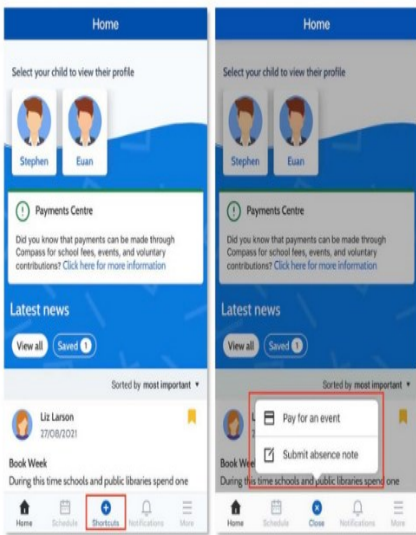 Home
Select your child to view their profile
Stephen
Euan
Payments Centre
Did you know that payments can be made through
Compass for school fees, events, and voluntary
contributions? Click here for more information
Latest news
View all
Saved 1
Sorted by most important
Liz Larson
27/08/2021
Book Week
During this time schools and public libraries spend one
Home
Schedule
Shortcuts
Notifications
More
Home
Select your child to view their profile
Stephen
Euan
Payments Centre
Did you know that payments can be made through
Compass for school fees, events, and voluntary
contributions? Click here for more information
Latest news
View all
Saved 1
Sorted by most important
L
2
Pay for an event
Submit absence note
Book Wee
During this time schools and public libraries spend one
Home
Schedule
Close
Notifications
More